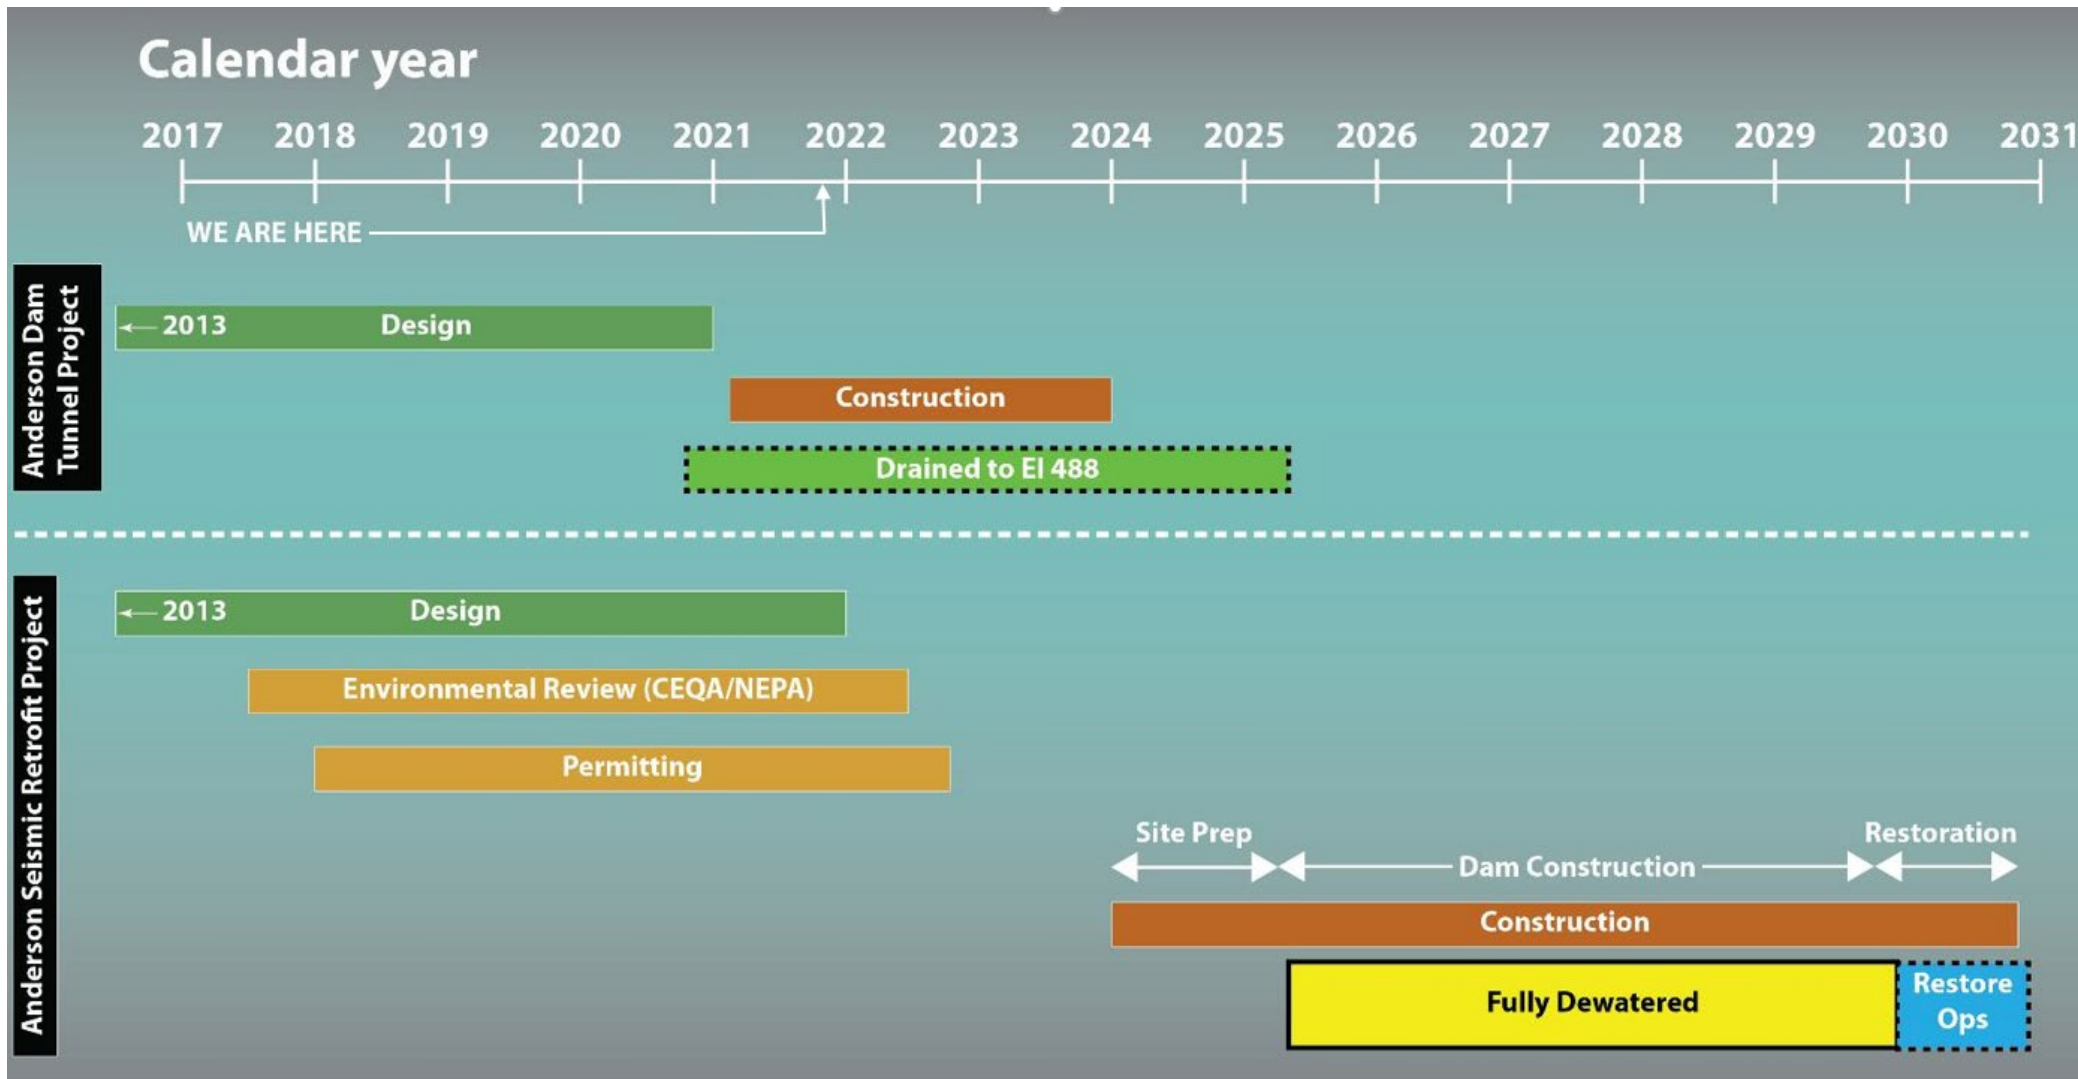 Calendar year
2017 2018 2019 2020 2021 2022 2023 2024 2025 2026 2027 2028 2029 2030 2031
WE ARE HERE
Anderson Dam
Tunnel Project
2013 Design
Construction
Drained to El 488
Anderson Seismic Retrofit Project
2013 Design
Environmental Review (CEQA/NEPA)
Permitting
Site Prep
Dam Construction
Restoration
Construction
Fully Dewatered
Restore
Ops